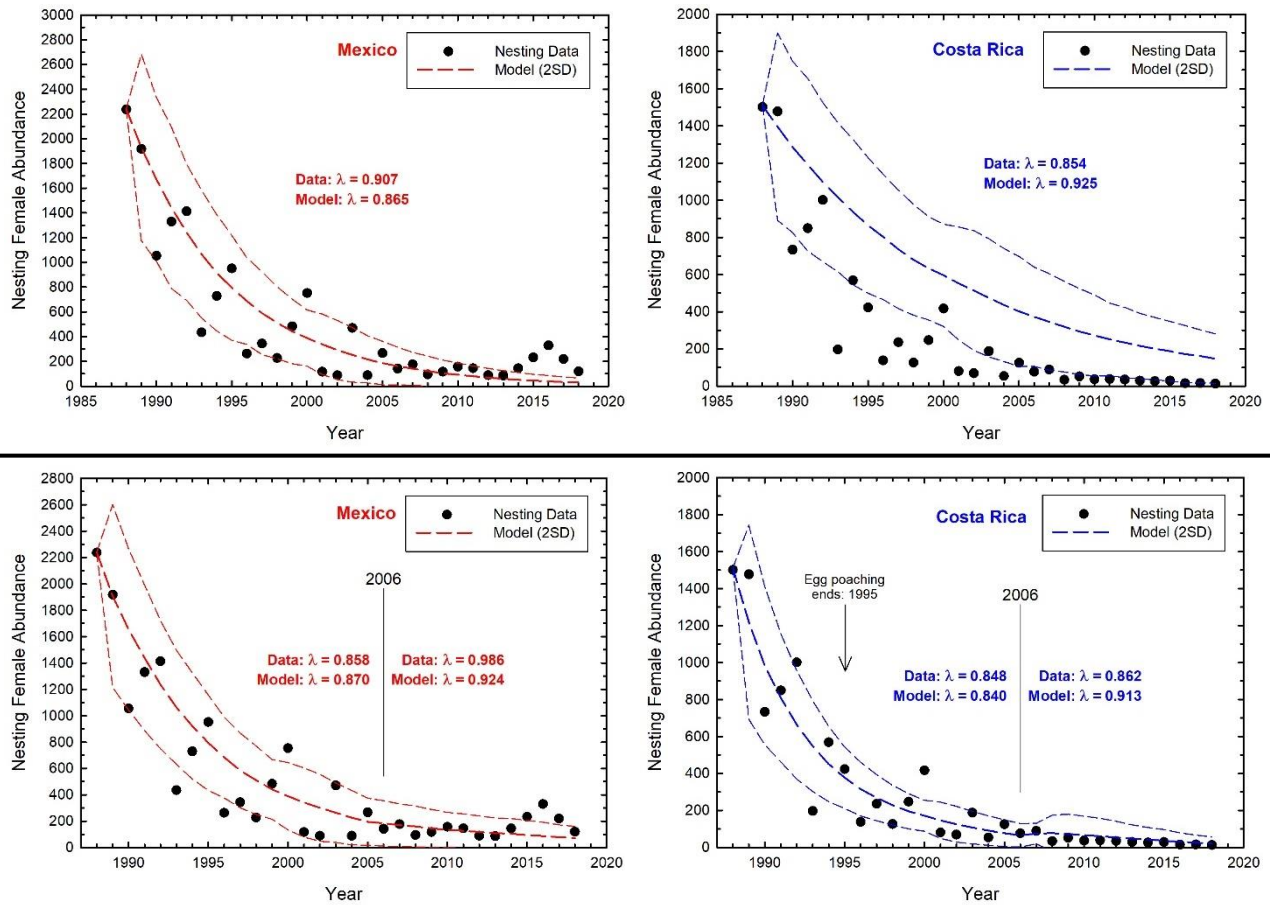 Mexico
Nesting Data
Model (2SD)
Data: λ = 0.907
Model: λ = 0.865
Nesting Female Abundance
3000
2800
2600
2400
2200
2000
1800
1600
1400
1200
1000
800
600
400
200
0
1985 1990 1995 2000 2005 2010 2015 2020
Year
Costa Rica
Nesting Data
Model (2SD)
Data: λ = 0.854
Model: λ = 0.925
Nesting Female Abundance
2000
1800
1600
1400
1200
1000
800
600
400
200
0
1985 1990 1995 2000 2005 2010 2015 2020
Year
Mexico
Nesting Data
Model (2SD)
2006
Data: λ = 0.858 Data: λ = 0.986
Model: λ = 0.870 Model: λ = 0.924
Nesting Female Abundance
2800
2600
2400
2200
2000
1800
1600
1400
1200
1000
800
600
400
200
0
1990 1995 2000 2005 2010 2015 2020
Year
Costa Rica
Nesting Data
Model (2SD)
Egg poaching
ends: 1995
2006
Data: λ = 0.848 Data: λ = 0.862
Model: λ = 0.840 Model: λ = 0.913
Nesting Female Abundance
2000
1800
1600
1400
1200
1000
800
600
400
200
0
1990 1995 2000 2005 2010 2015 2020
Year